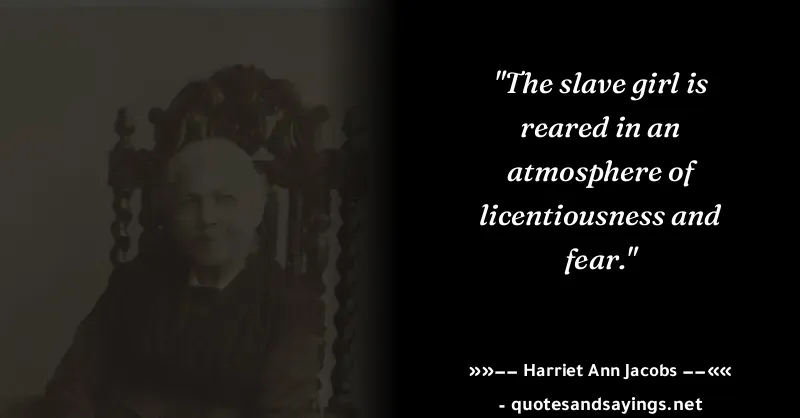 "The slave girl is
reared in an
atmosphere of
licentiousness and
fear."
»»−− Harriet Ann Jacobs −−««
- quotesandsayings.net